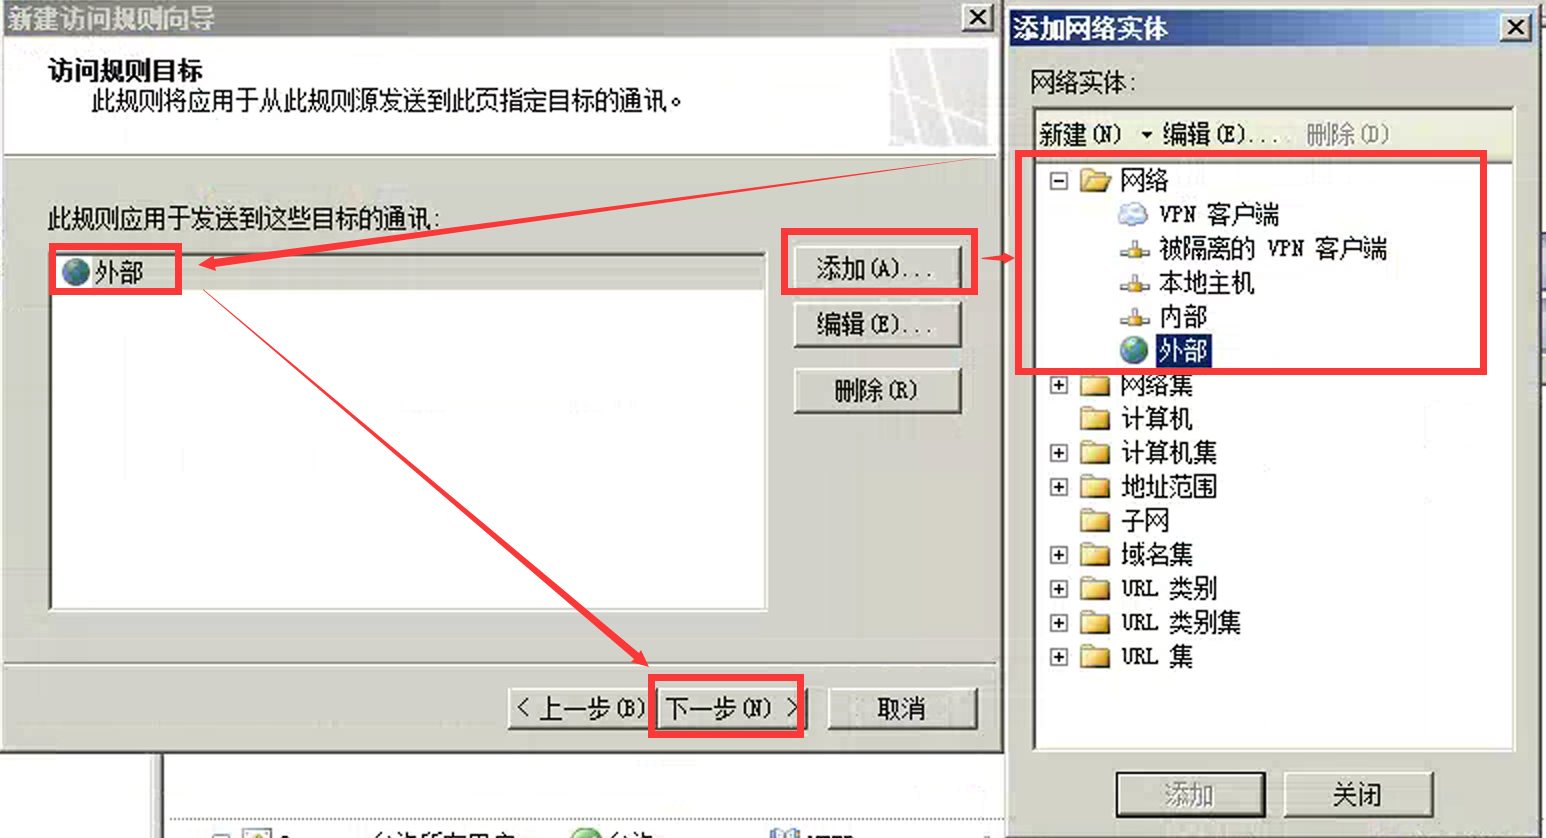 新建访问规则向导
访问规则目标
此规则将应用于从此规则源发送到此页指定目标的通讯。
此规则应用于发送到这些目标的通讯:
外部
添加(A)...
编辑(E)...
删除(R)
< 上一步(B)
下一步(N) >
取消
添加网络实体
网络实体:
新建(N)
编辑(E)...
删除(D)
网络
VPN 客户端
被隔离的 VPN 客户端
本地主机
内部
外部
网络集
计算机
计算机集
地址范围
子网
域名集
URL 类别
URL 类别集
URL 集
添加
关闭